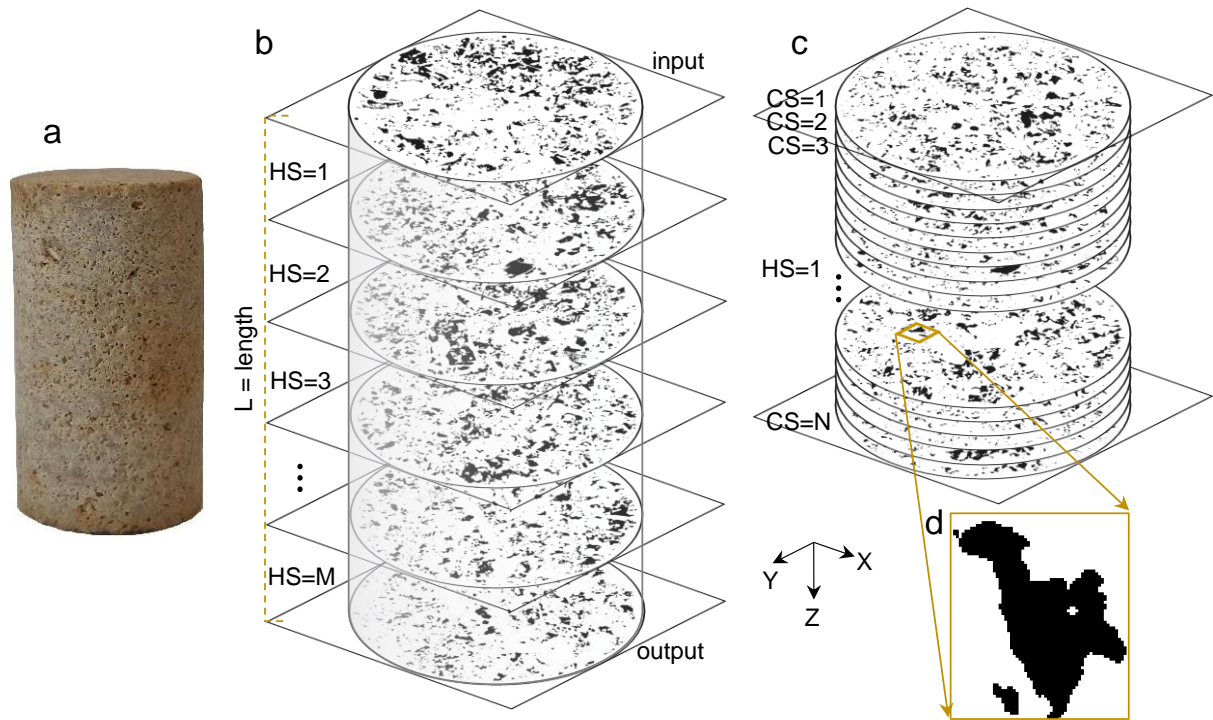 a
b
input
HS=1
HS=2
HS=3
⋮
HS=M
L = length
output
c
CS=1
CS=2
CS=3
HS=1
⋮
CS=N
d
X
Y
Z